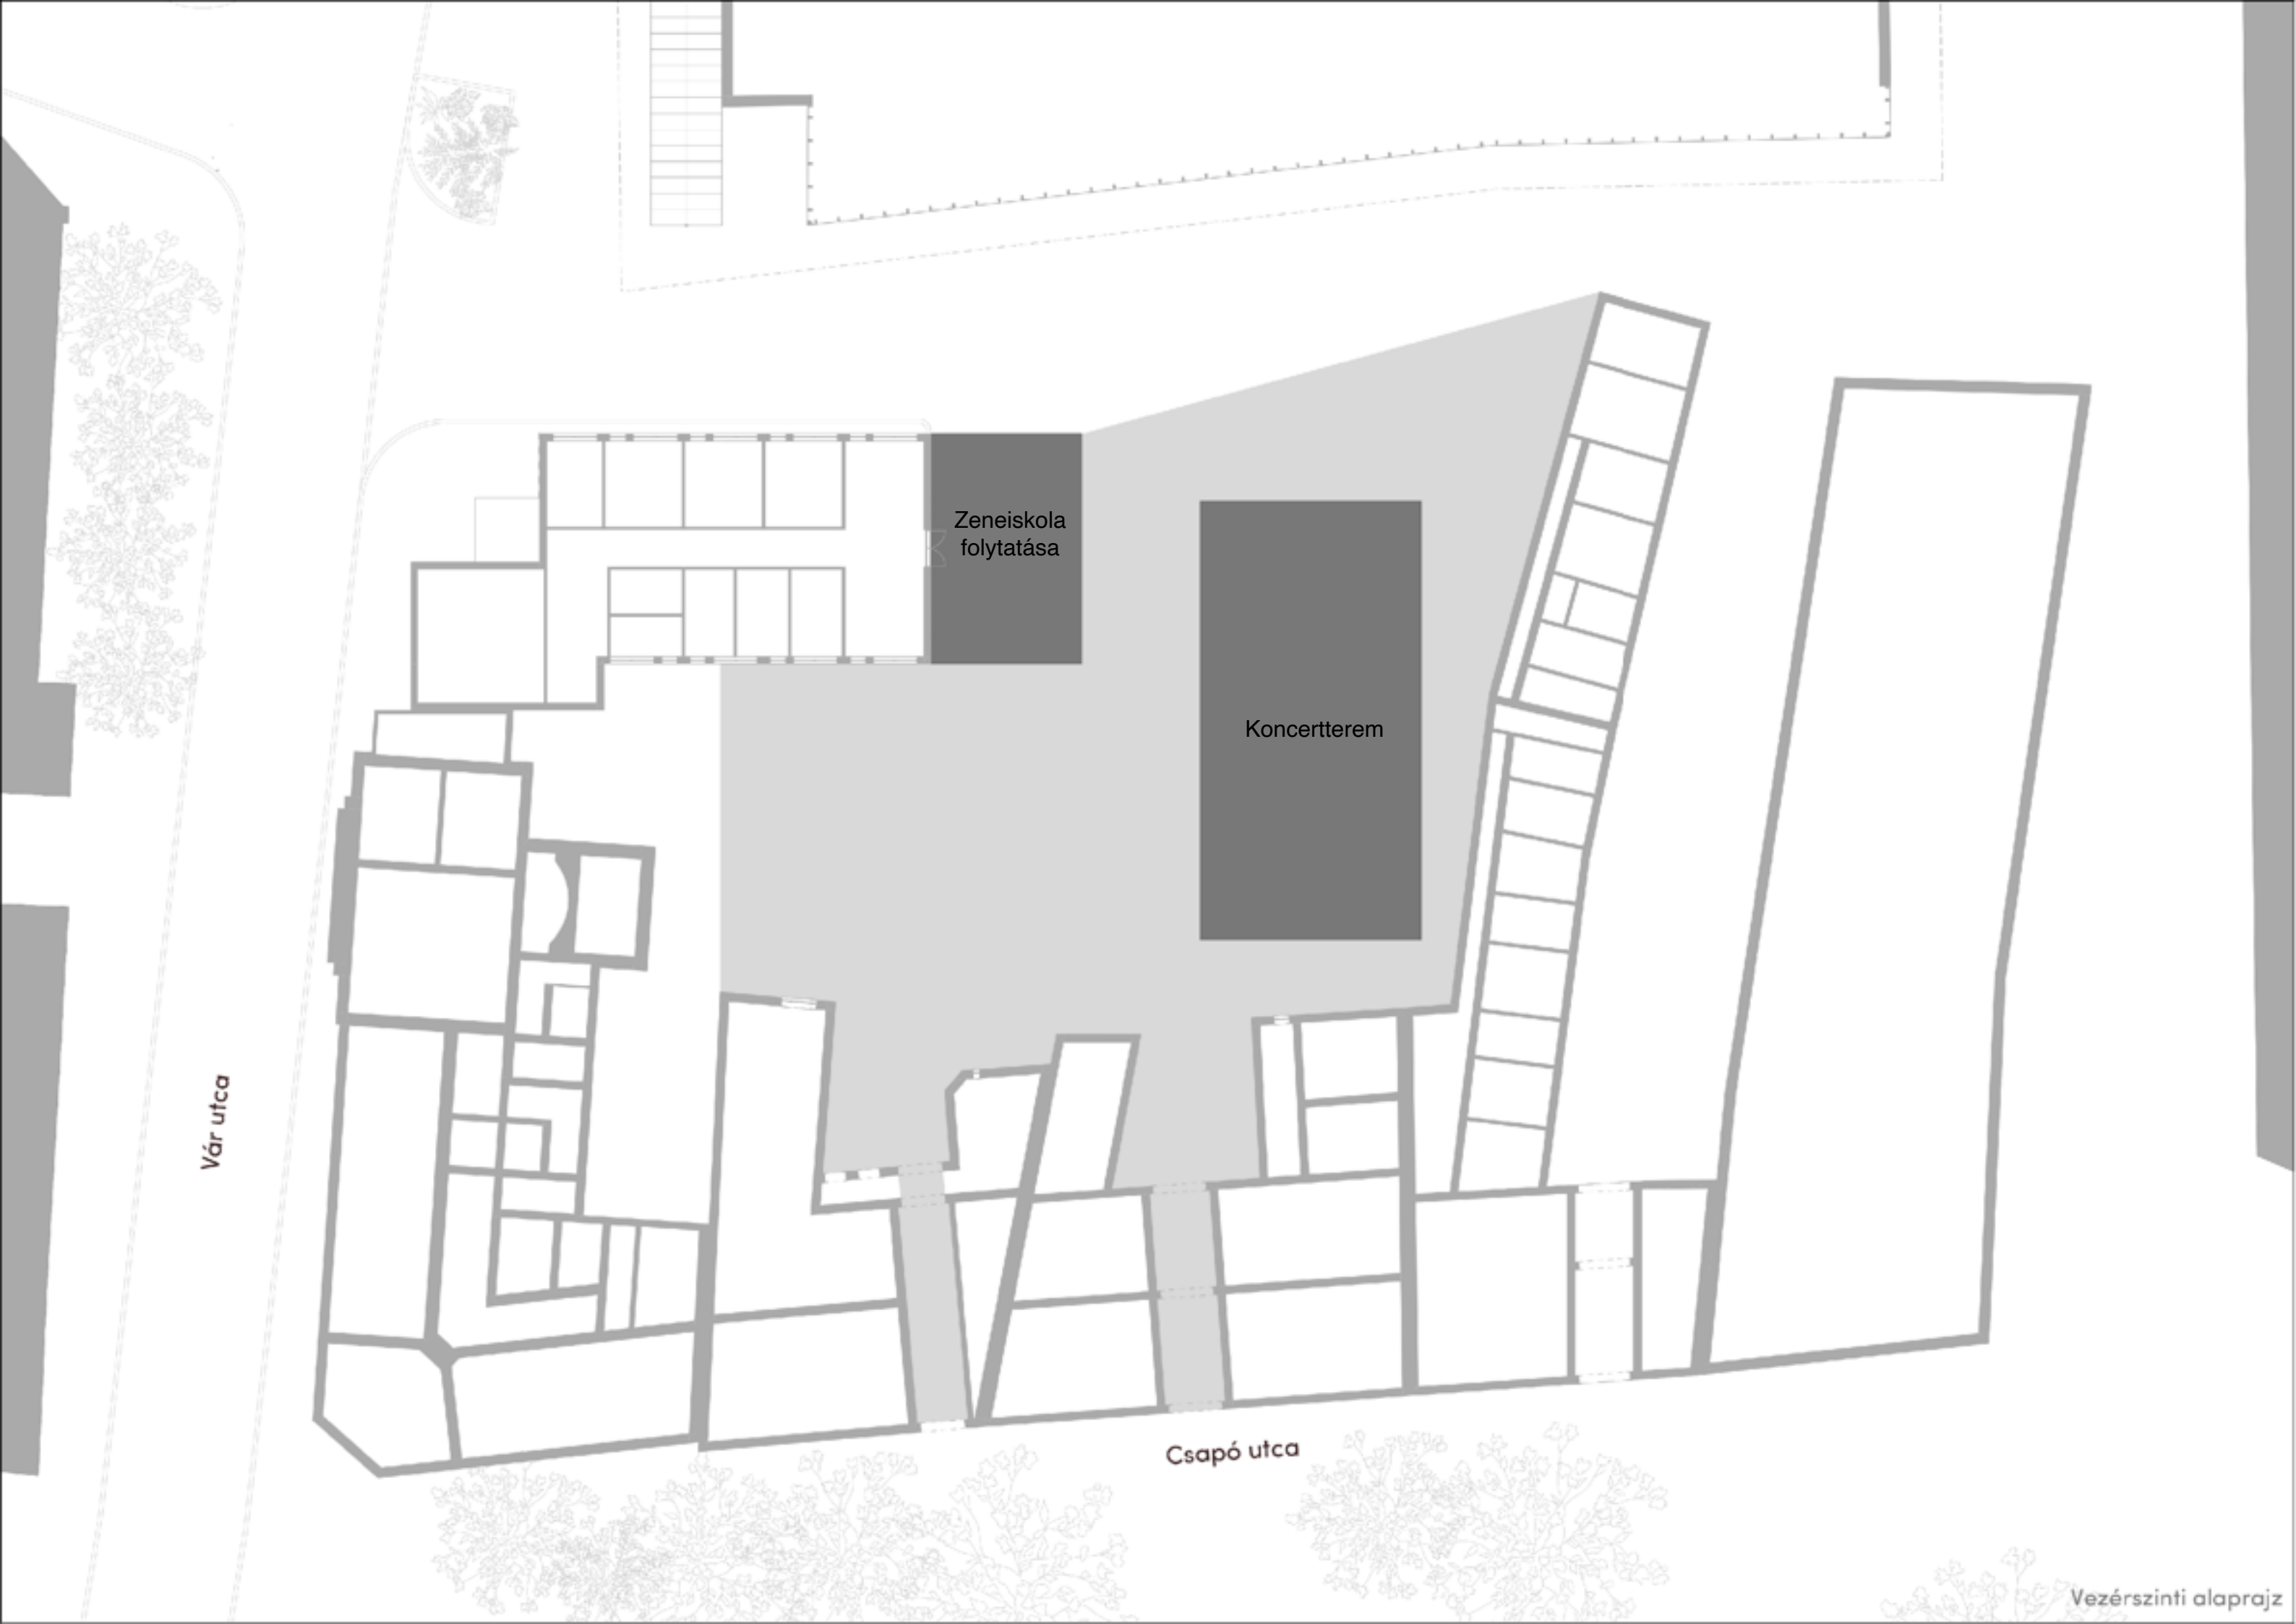 Zeneiskola
folytatása
Koncertterem
Vár utca
Csapó utca
Vezérszinti alaprajz